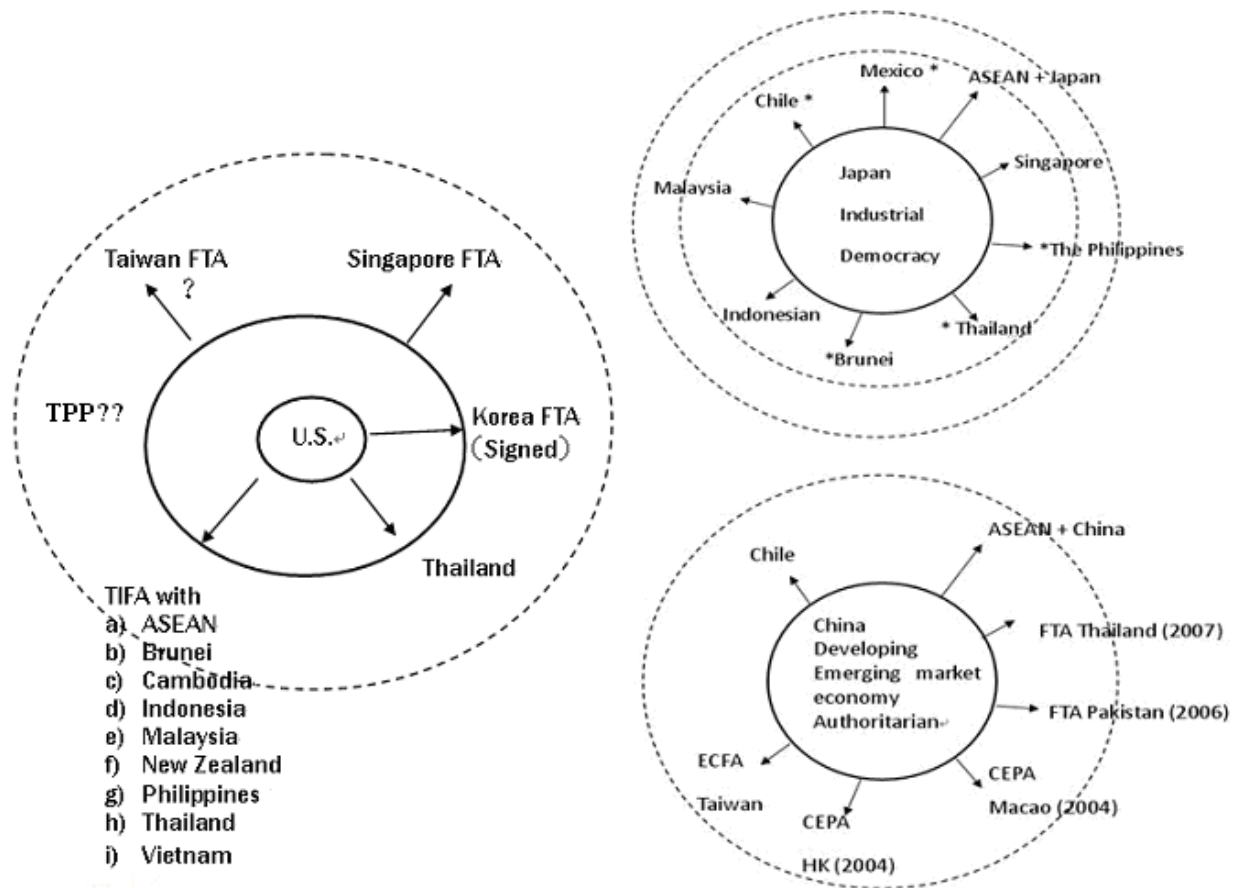 Taiwan FTA
?
Singapore FTA
TPP??
U.S.↵
Korea FTA
(Signed)
Thailand
TIFA with
a) ASEAN
b) Brunei
c) Cambodia
d) Indonesia
e) Malaysia
f) New Zealand
g) Philippines
h) Thailand
i) Vietnam
Mexico *
ASEAN + Japan
Chile *
Singapore
Malaysia
Japan
Industrial
Democracy
*The Philippines
Indonesian
* Thailand
*Brunei
ASEAN + China
Chile
China
Developing
Emerging market
economy
Authoritarian↵
FTA Thailand (2007)
FTA Pakistan (2006)
ECFA
Taiwan
CEPA
Macao (2004)
CEPA
HK (2004)